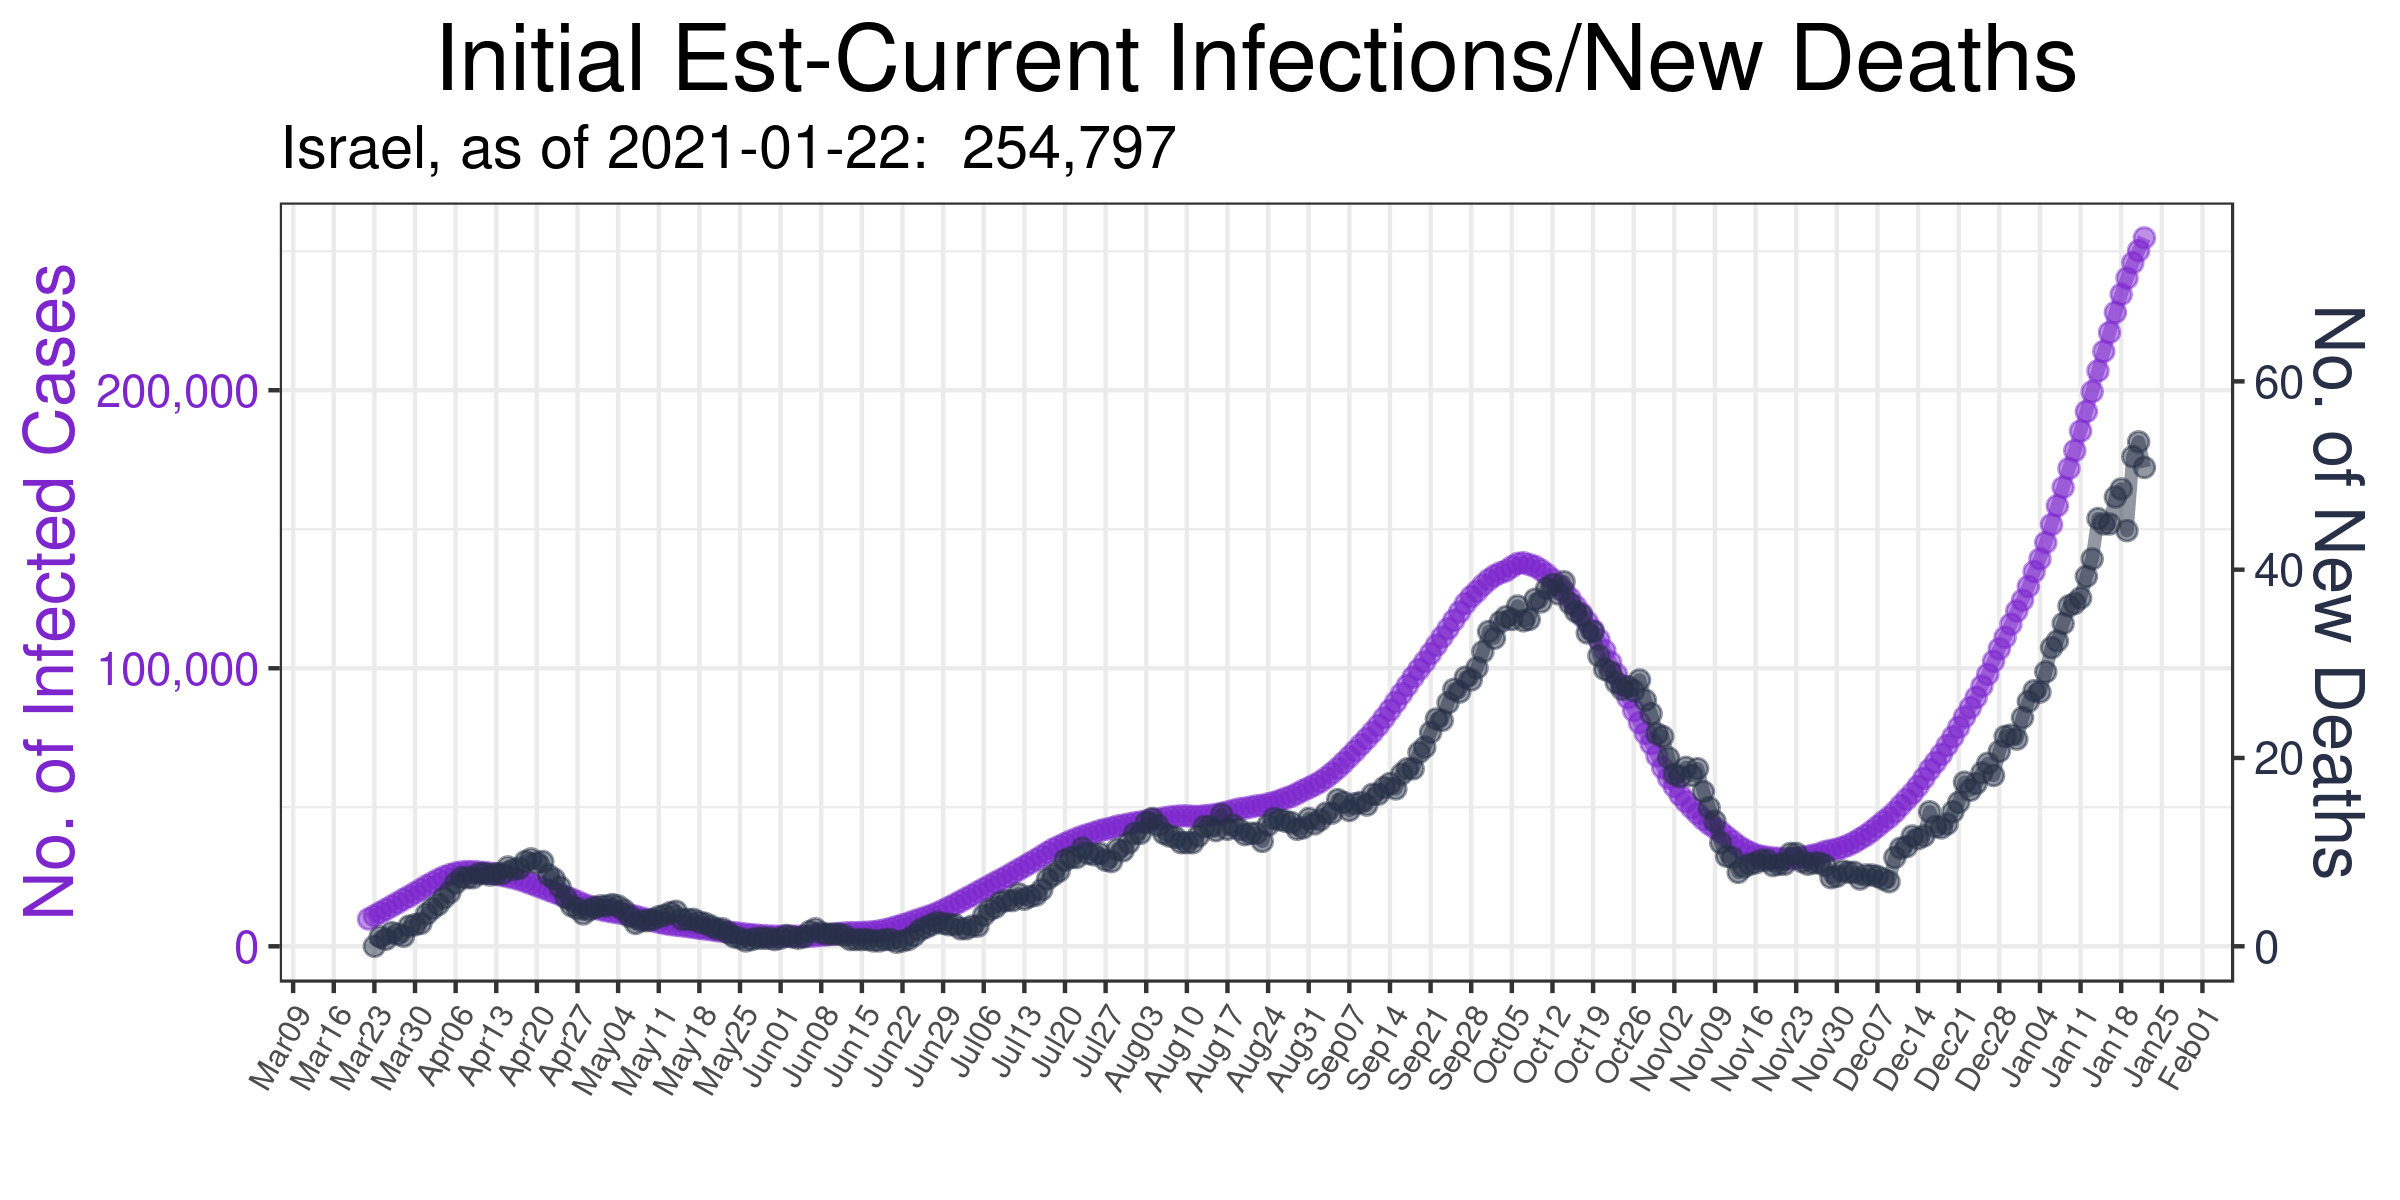 Initial Est-Current Infections/New Deaths
Israel, as of 2021-01-22:  254,797
No. of Infected Cases
200,000
100,000
0
60
40
20
0
No. of New Deaths
Mar09 Mar16 Mar23 Mar30 Apr06 Apr13 Apr20 Apr27 May04 May11 May18 May25 Jun01 Jun08 Jun15 Jun22 Jun29 Jul06 Jul13 Jul20 Jul27 Aug03 Aug10 Aug17 Aug24 Aug31 Sep07 Sep14 Sep21 Sep28 Oct05 Oct12 Oct19 Oct26 Nov02 Nov09 Nov16 Nov23 Nov30 Dec07 Dec14 Dec21 Dec28 Jan04 Jan11 Jan18 Jan25 Feb01